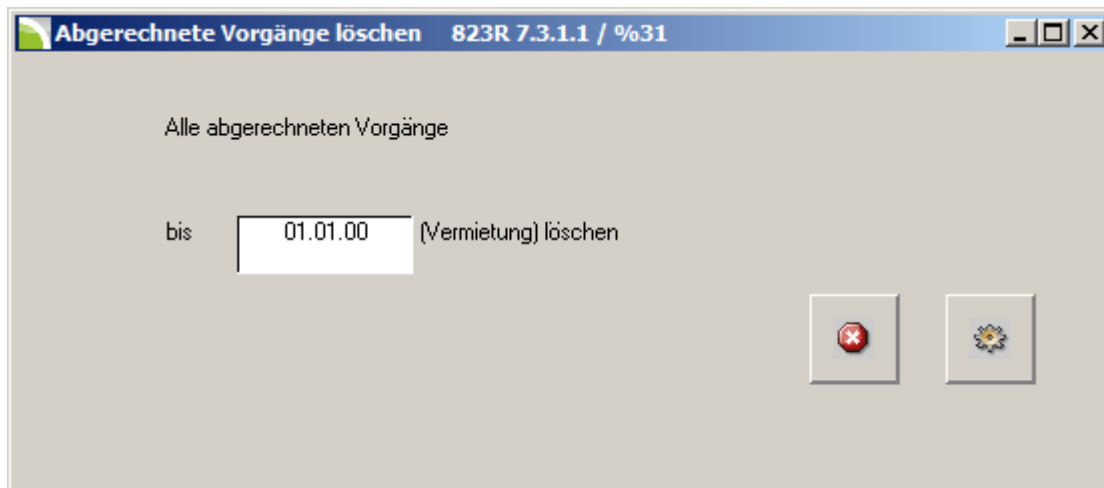 Abgerechnete Vorgänge löschen 823R 7.3.1.1 / %31
Alle abgerechneten Vorgänge
bis 01.01.00 (Vermietung) löschen